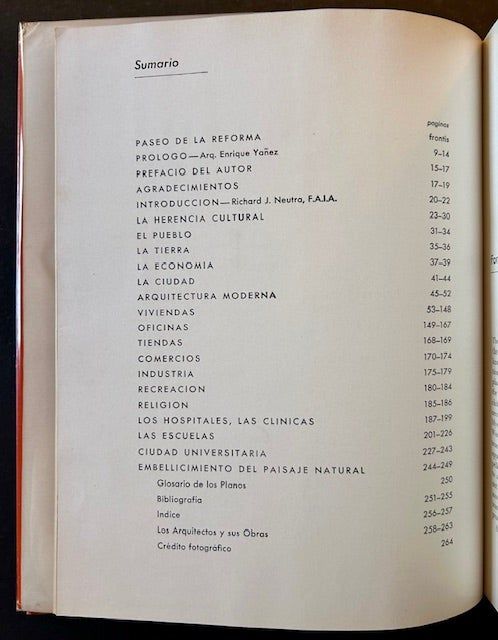 Sumario
paginas
PASEO DE LA REFORMA frontis
PROLOGO—Arq. Enrique Yañez 9–14
PREFACIO DEL AUTOR 15–17
AGRADECIMIENTOS 17–19
INTRODUCCION—Richard J. Neutra, F.A.I.A. 20–22
LA HERENCIA CULTURAL 23–30
EL PUEBLO 31–34
LA TIERRA 35–36
LA ECONOMIA 37–39
LA CIUDAD 41–44
ARQUITECTURA MODERNA 45–52
VIVIENDAS 53–148
OFICINAS 149–167
TIENDAS 168–169
COMERCIOS 170–174
INDUSTRIA 175–179
RECREACION 180–184
RELIGION 185–186
LOS HOSPITALES, LAS CLINICAS 187–199
LAS ESCUELAS 201–226
CIUDAD UNIVERSITARIA 227–243
EMBELLICIMIENTO DEL PAISAJE NATURAL 244–249
Glosario de los Planos 250
Bibliografía 251–255
Indice 256–257
Los Arquitectos y sus Obras 258–263
Crédito fotográfico 264